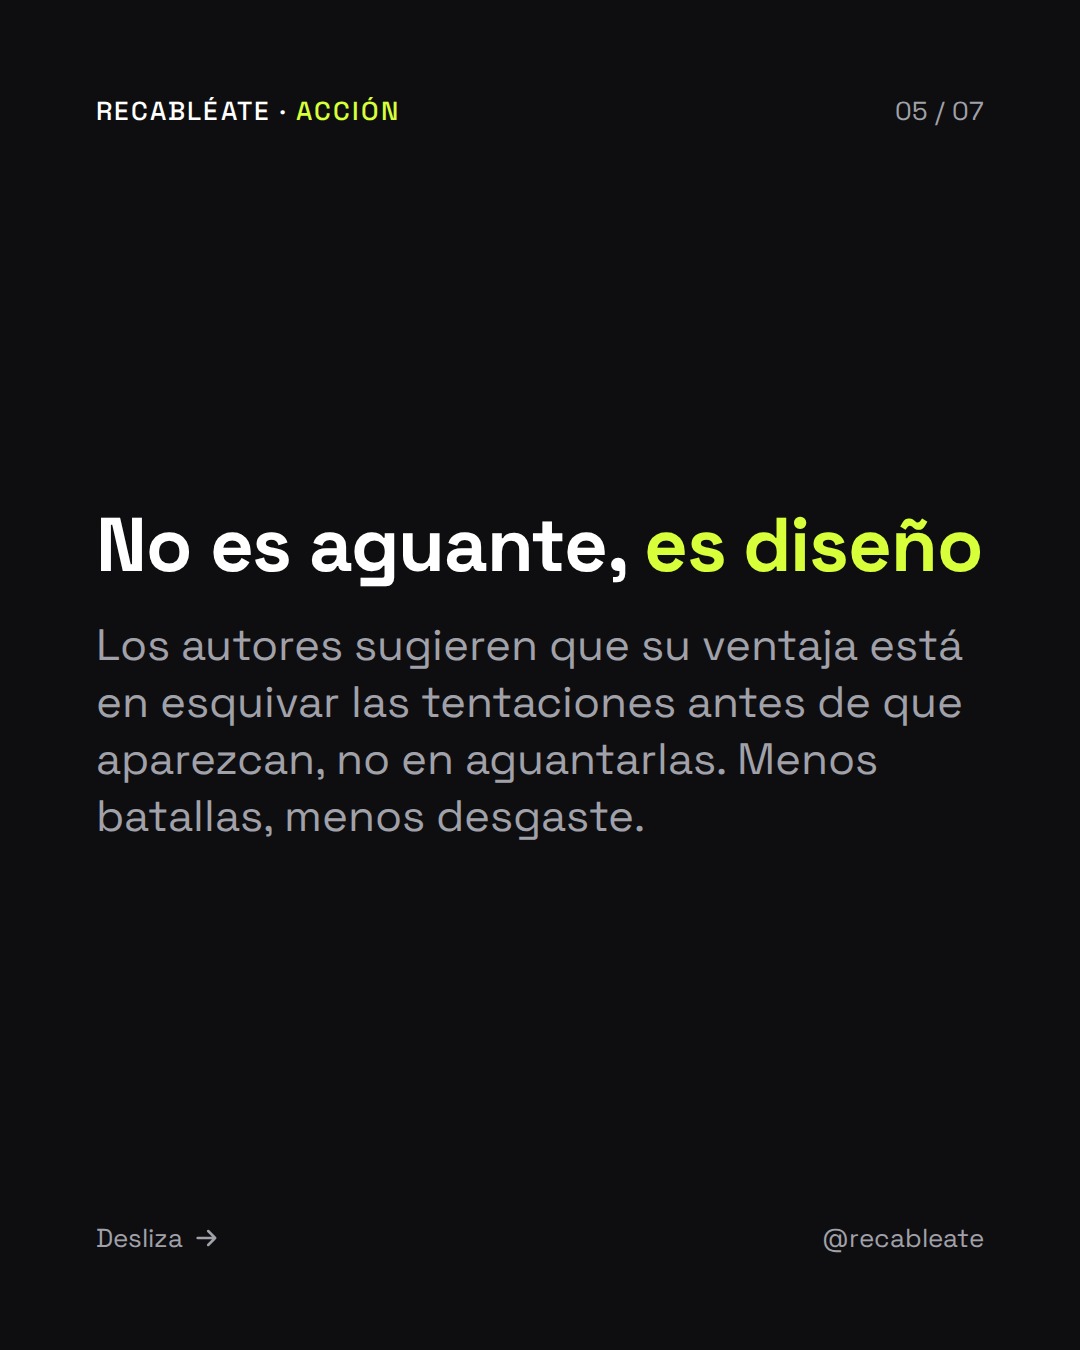 RECABLÉATE · ACCIÓN
05 / 07
No es aguante, es diseño
Los autores sugieren que su ventaja está
en esquivar las tentaciones antes de que
aparezcan, no en aguantarlas. Menos
batallas, menos desgaste.
Desliza →
@recableate